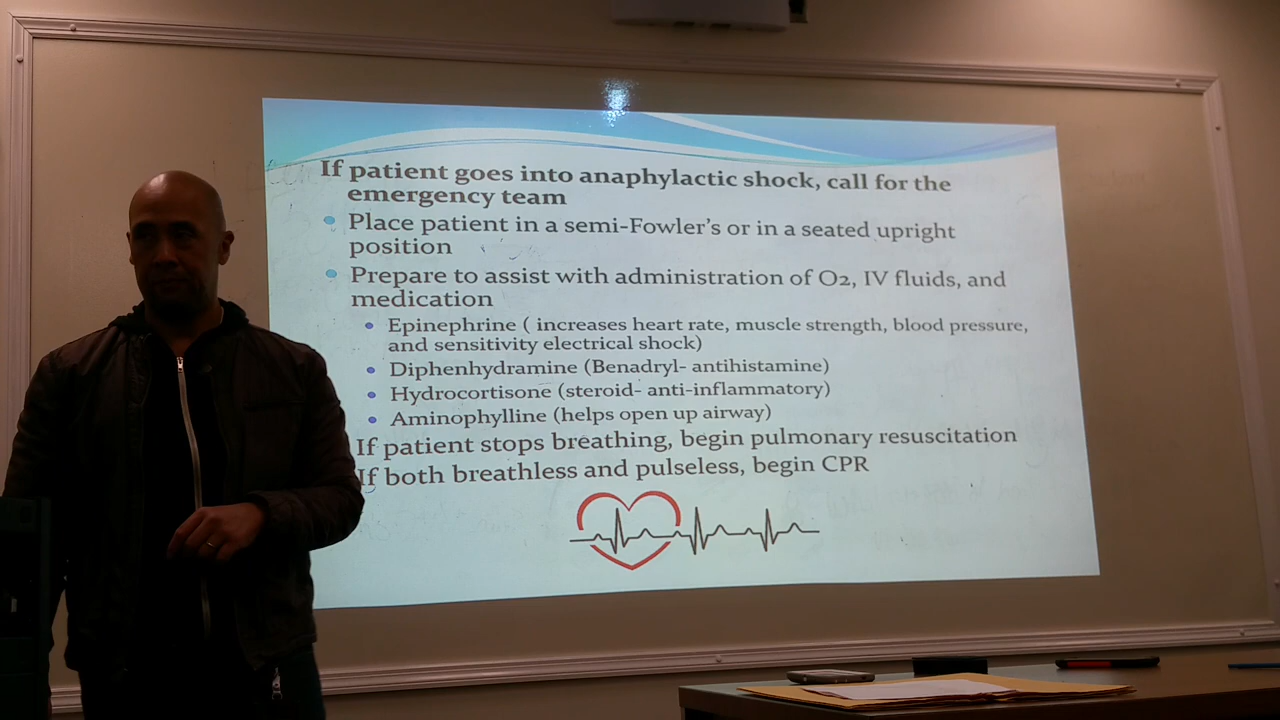 If patient goes into anaphylactic shock, call for the
emergency team
Place patient in a semi-Fowler's or in a seated upright
position
Prepare to assist with administration of O2, IV fluids, and
medication
Epinephrine ( increases heart rate, muscle strength, blood pressure,
and sensitivity electrical shock)
Diphenhydramine (Benadryl- antihistamine)
Hydrocortisone (steroid- anti-inflammatory)
Aminophylline (helps open up airway)
If patient stops breathing, begin pulmonary resuscitation
If both breathless and pulseless, begin CPR